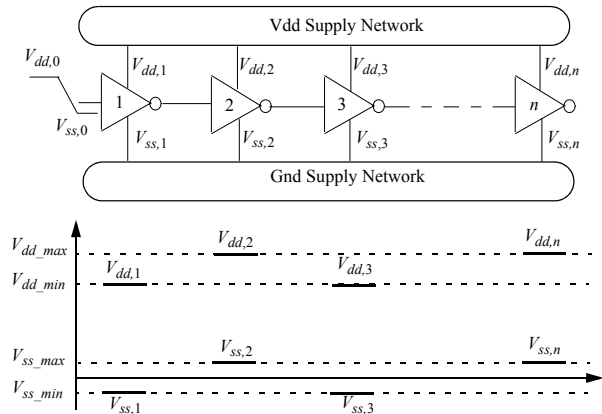 Vdd Supply Network
V_{dd,0}
V_{dd,1} V_{dd,2} V_{dd,3} V_{dd,n}
1 2 3 n
V_{ss,0}
V_{ss,1} V_{ss,2} V_{ss,3} V_{ss,n}
Gnd Supply Network
V_{dd_max} V_{dd,2} V_{dd,n}
V_{dd_min} V_{dd,1} V_{dd,3}
V_{ss_max} V_{ss,2} V_{ss,n}
V_{ss_min} V_{ss,1} V_{ss,3}